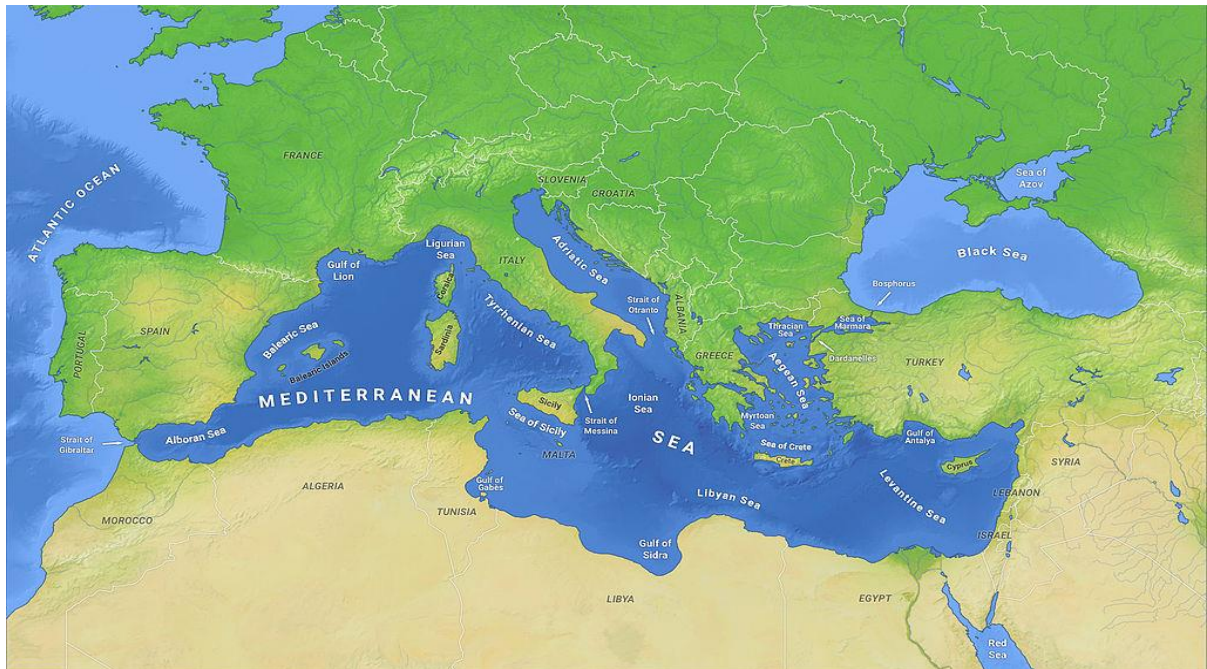 ATLANTIC OCEAN
FRANCE
SLOVENIA
CROATIA
Sea of
Azov
Black Sea
Ligurian
Sea
Gulf of
Lion
ITALY
Adriatic Sea
Corsica
Sardinia
Tyrrhenian Sea
Strait of
Otranto
ALBANIA
Bosphorus
Thracian
Sea
Sea of
Marmara
Dardanelles
PORTUGAL
SPAIN
Balearic Sea
Balearic Islands
GREECE
Aegean Sea
TURKEY
MEDITERRANEAN
SEA
Sicily
Ionian
Sea
Myrtoan
Sea
Strait of
Gibraltar
Alboran Sea
Sea of Sicily
Strait of
Messina
Sea of Crete
Crete
Gulf of
Antalya
Cyprus
SYRIA
MALTA
Gulf of
Gabès
ALGERIA
TUNISIA
MOROCCO
Libyan Sea
Levantine Sea
LEBANON
ISRAEL
Gulf of
Sidra
LIBYA
EGYPT
Red
Sea